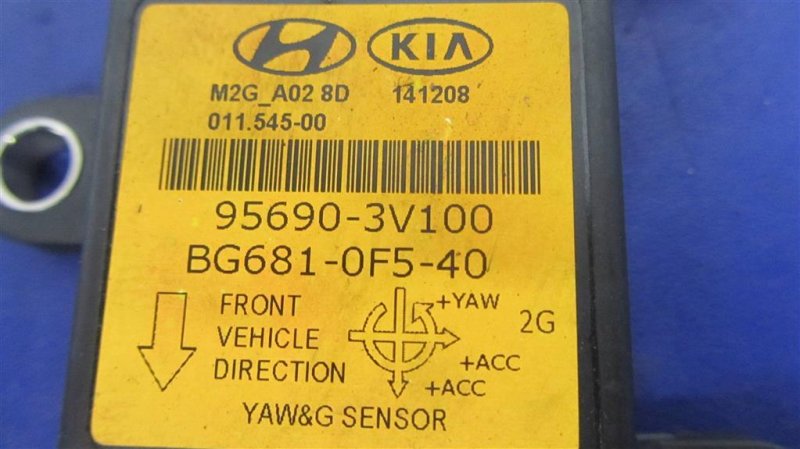 KIA
M2G_A02 8D 141208
011.545-00
95690-3V100
BG681-0F5-40
FRONT
VEHICLE
DIRECTION
+YAW
2G
+ACC
+ACC
YAW&G SENSOR